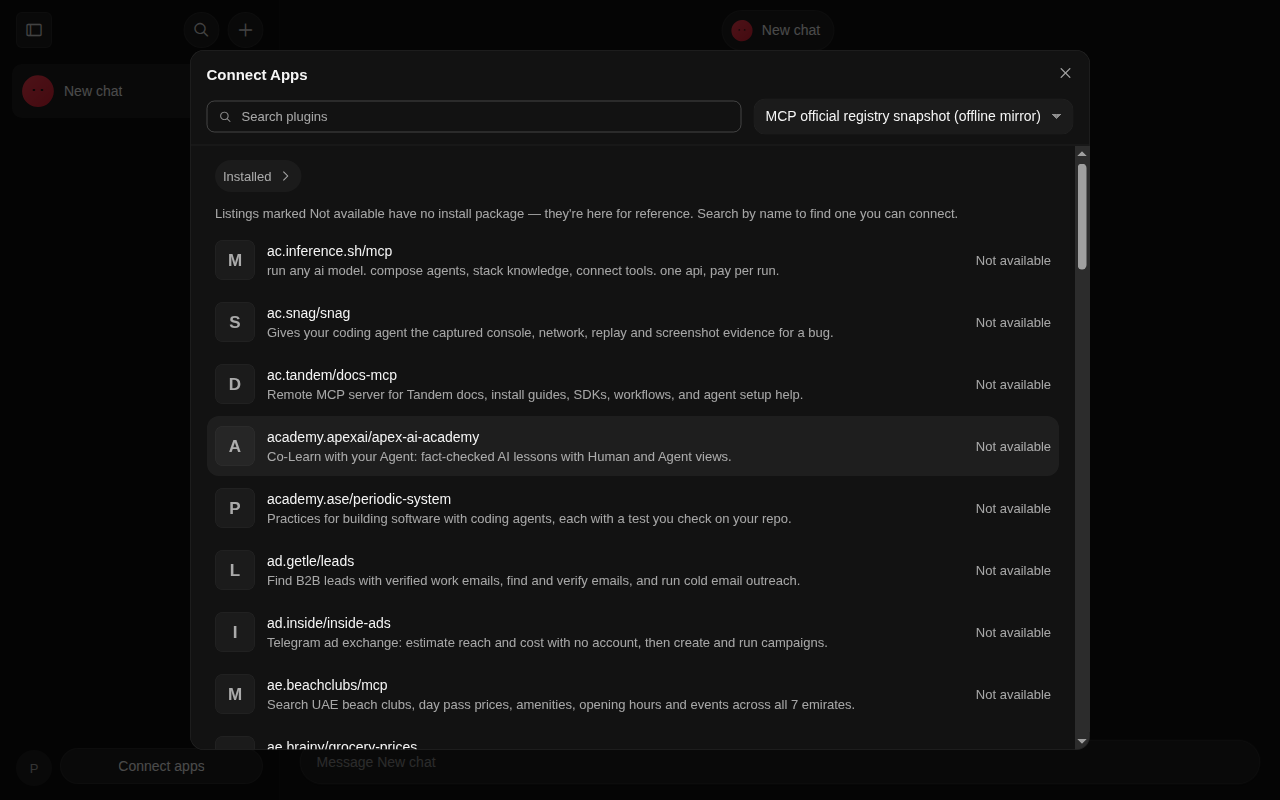 New chat
New chat
Connect Apps
Search plugins
MCP official registry snapshot (offline mirror)
Installed
Listings marked Not available have no install package — they're here for reference. Search by name to find one you can connect.
M
ac.inference.sh/mcp
run any ai model. compose agents, stack knowledge, connect tools. one api, pay per run.
Not available
S
ac.snag/snag
Gives your coding agent the captured console, network, replay and screenshot evidence for a bug.
Not available
D
ac.tandem/docs-mcp
Remote MCP server for Tandem docs, install guides, SDKs, workflows, and agent setup help.
Not available
A
academy.apexai/apex-ai-academy
Co-Learn with your Agent: fact-checked AI lessons with Human and Agent views.
Not available
P
academy.ase/periodic-system
Practices for building software with coding agents, each with a test you check on your repo.
Not available
L
ad.getle/leads
Find B2B leads with verified work emails, find and verify emails, and run cold email outreach.
Not available
I
ad.inside/inside-ads
Telegram ad exchange: estimate reach and cost with no account, then create and run campaigns.
Not available
M
ae.beachclubs/mcp
Search UAE beach clubs, day pass prices, amenities, opening hours and events across all 7 emirates.
Not available
ae.brainy/grocery-prices
P
Connect apps
Message New chat